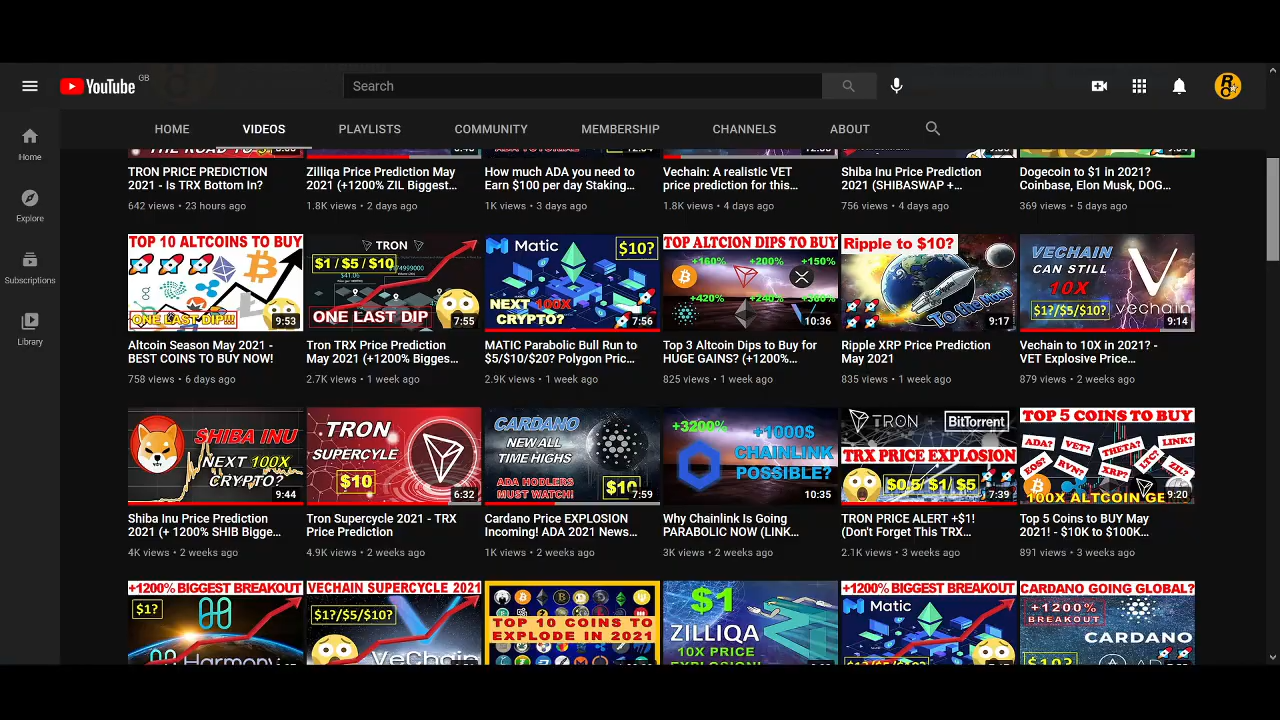 YouTube GB
Search
HOME VIDEOS PLAYLISTS COMMUNITY MEMBERSHIP CHANNELS ABOUT
Home
Explore
Subscriptions
Library
TRON PRICE PREDICTION
2021 - Is TRX Bottom In?
642 views • 23 hours ago
Zilliqa Price Prediction May
2021 (+1200% ZIL Biggest...
1.8K views • 2 days ago
How much ADA you need to
Earn $100 per day Staking...
1K views • 3 days ago
Vechain: A realistic VET
price prediction for this...
1.8K views • 4 days ago
Shiba Inu Price Prediction
2021 (SHIBASWAP +...
756 views • 4 days ago
Dogecoin to $1 in 2021?
Coinbase, Elon Musk, DOG...
369 views • 5 days ago
TOP 10 ALTCOINS TO BUY
ONE LAST DIP!!!
9:53
Altcoin Season May 2021 -
BEST COINS TO BUY NOW!
758 views • 6 days ago
TRON
$1 / $5 / $10
ONE LAST DIP
7:55
Tron TRX Price Prediction
May 2021 (+1200% Bigges...
2.7K views • 1 week ago
Matic
$10?
NEXT 100X
CRYPTO?
7:56
MATIC Parabolic Bull Run to
$5/$10/$20? Polygon Pric...
2.9K views • 1 week ago
TOP ALTCION DIPS TO BUY
+160% +200% +150%
+420% +240% +360%
10:36
Top 3 Altcoin Dips to Buy for
HUGE GAINS? (+1200%...
825 views • 1 week ago
Ripple to $10?
To the Moon
9:17
Ripple XRP Price Prediction
May 2021
835 views • 1 week ago
VECHAIN
CAN STILL
10X
$1?/$5/$10?
vechain
9:14
Vechain to 10X in 2021? -
VET Explosive Price...
879 views • 2 weeks ago
SHIBA INU
NEXT 100X
CRYPTO?
9:44
Shiba Inu Price Prediction
2021 (+ 1200% SHIB Bigge...
4K views • 2 weeks ago
TRON
SUPERCYLE
$10
6:32
Tron Supercycle 2021 - TRX
Price Prediction
4.9K views • 2 weeks ago
CARDANO
NEW ALL
TIME HIGHS
ADA HODLERS
MUST WATCH!
$10
7:59
Cardano Price EXPLOSION
Incoming! ADA 2021 News...
1K views • 2 weeks ago
+3200%
+1000$
CHAINLINK
POSSIBLE?
10:35
Why Chainlink Is Going
PARABOLIC NOW (LINK...
3K views • 2 weeks ago
TRON + BitTorrent
TRX PRICE EXPLOSION
$0.5/ $1/ $5
7:39
TRON PRICE ALERT +$1!
(Don't Forget This TRX...
2.1K views • 3 weeks ago
TOP 5 COINS TO BUY
ADA? VET? THETA? LINK?
EOS? RVN? XRP? LTC? ZIL?
100X ALTCOIN GE
9:20
Top 5 Coins to BUY May
2021! - $10K to $100K...
891 views • 3 weeks ago
+1200% BIGGEST BREAKOUT
$1?
Harmony
VECHAIN SUPERCYCLE 2021
$1?/$5/$10?
VeChain
TOP 10 COINS TO
EXPLODE IN 2021
$1
ZILLIQA
10X PRICE
EXPLOSION!
+1200% BIGGEST BREAKOUT
Matic
CARDANO GOING GLOBAL?
+1200%
BREAKOUT
CARDANO